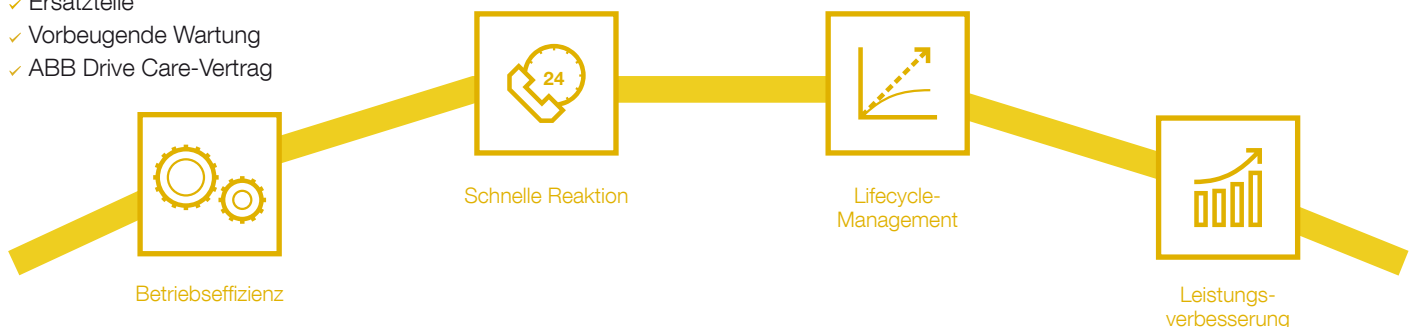 Ersatzteile
Vorbeugende Wartung
ABB Drive Care-Vertrag
24
Schnelle Reaktion
Lifecycle-
Management
Betriebseffizienz
Leistungs-
verbesserung